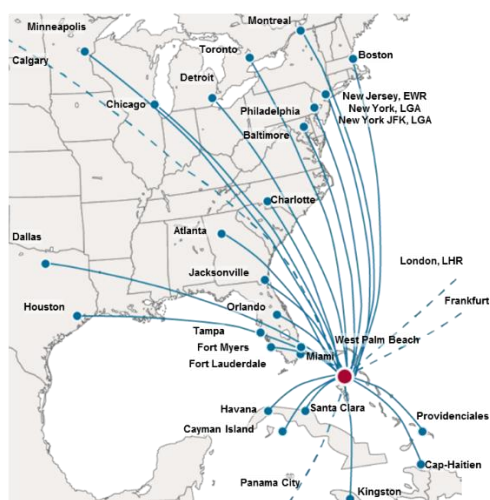 Montreal
Minneapolis
Toronto
Boston
Calgary
Detroit
New Jersey, EWR
Chicago
New York, LGA
Philadelphia
New York JFK, LGA
Baltimore
Charlotte
Atlanta
Dallas
London, LHR
Jacksonville
Frankfurt
Houston
Orlando
Tampa
West Palm Beach
Fort Myers
Miami
Fort Lauderdale
Havana
Santa Clara
Providenciales
Cayman Island
Cap-Haitien
Panama City
Kingston